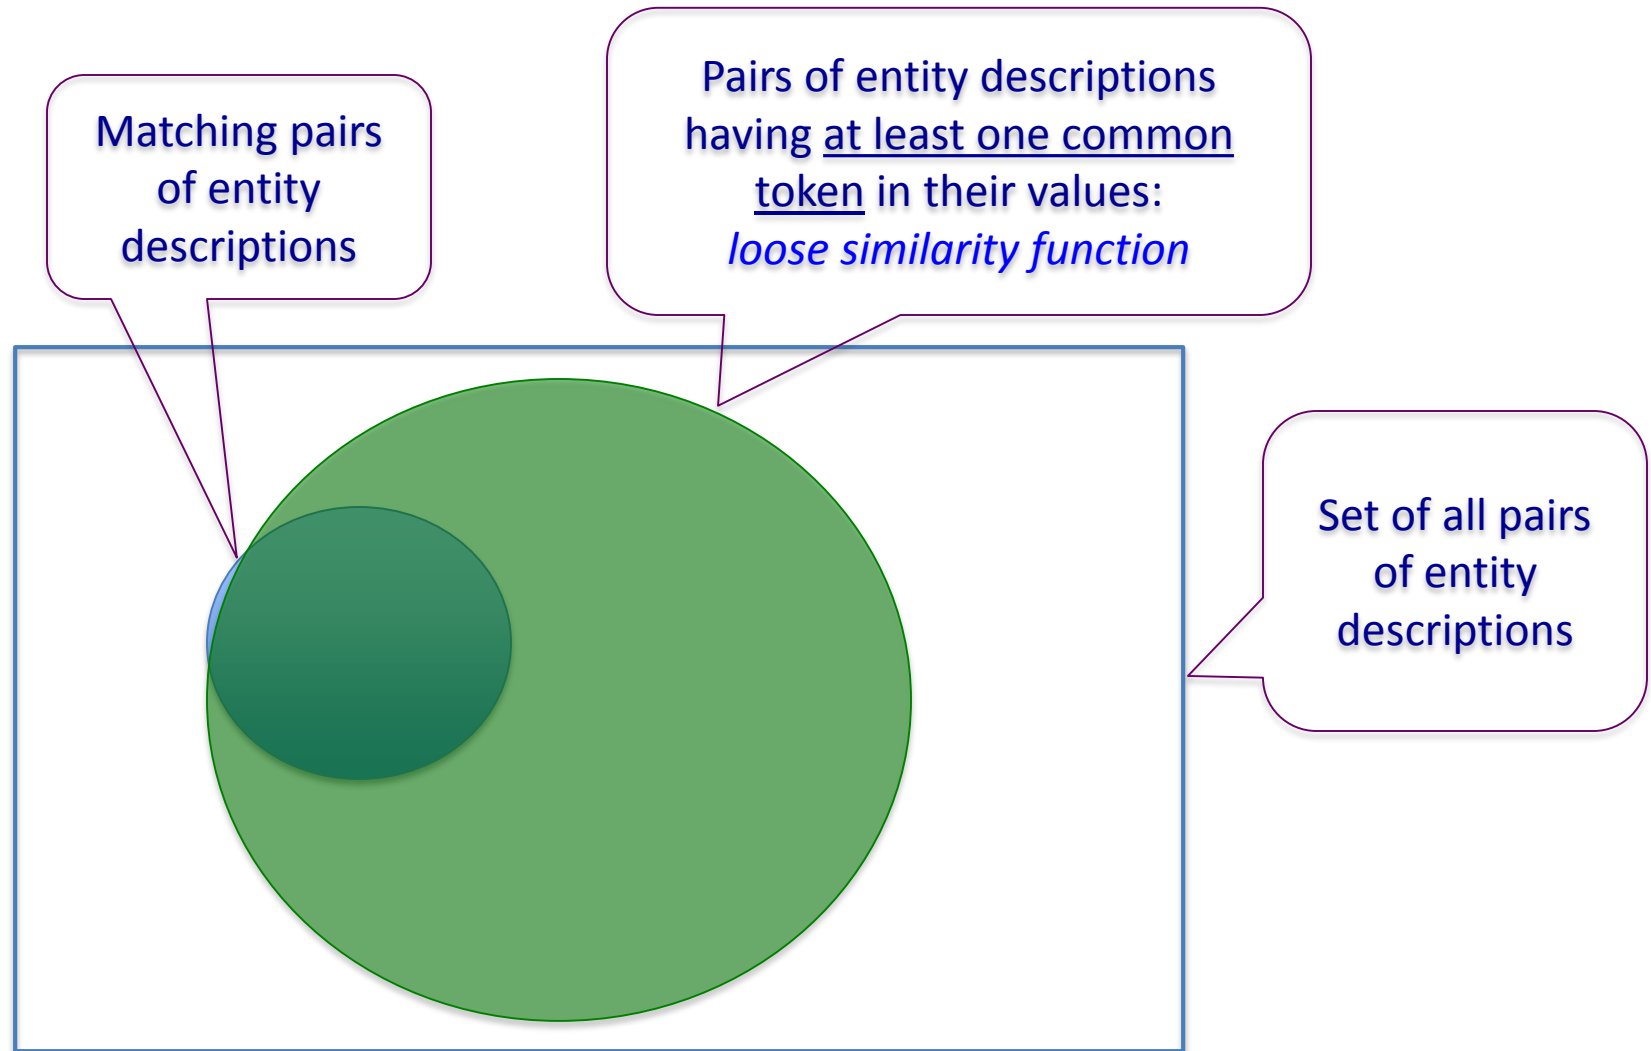 Matching pairs
of entity
descriptions
Pairs of entity descriptions
having at least one common
token in their values:
loose similarity function
Set of all pairs
of entity
descriptions